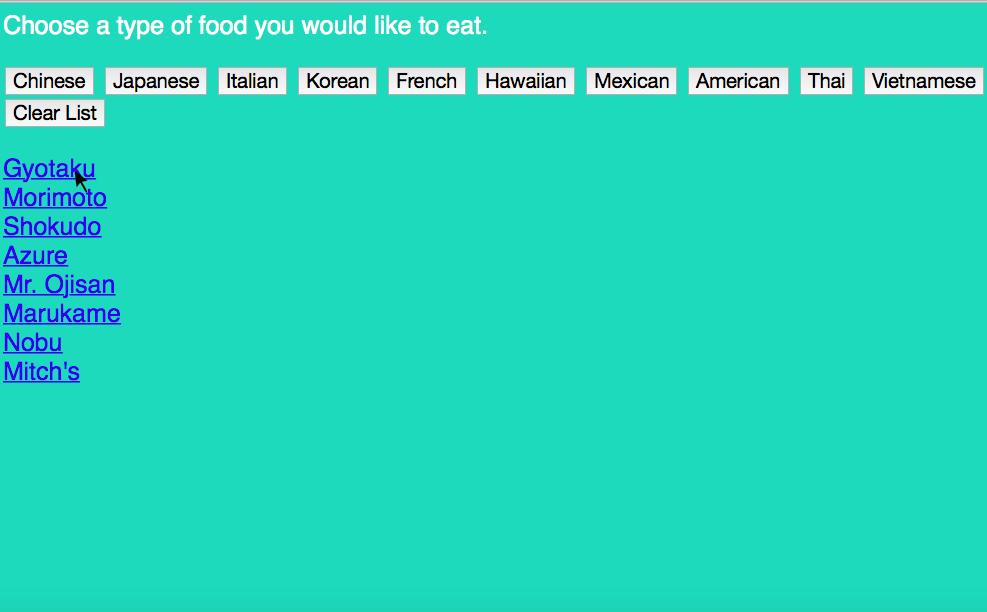 Choose a type of food you would like to eat.
Chinese Japanese Italian Korean French Hawaiian Mexican American Thai Vietnamese
Clear List
Gyotaku
Morimoto
Shokudo
Azure
Mr. Ojisan
Marukame
Nobu
Mitch's